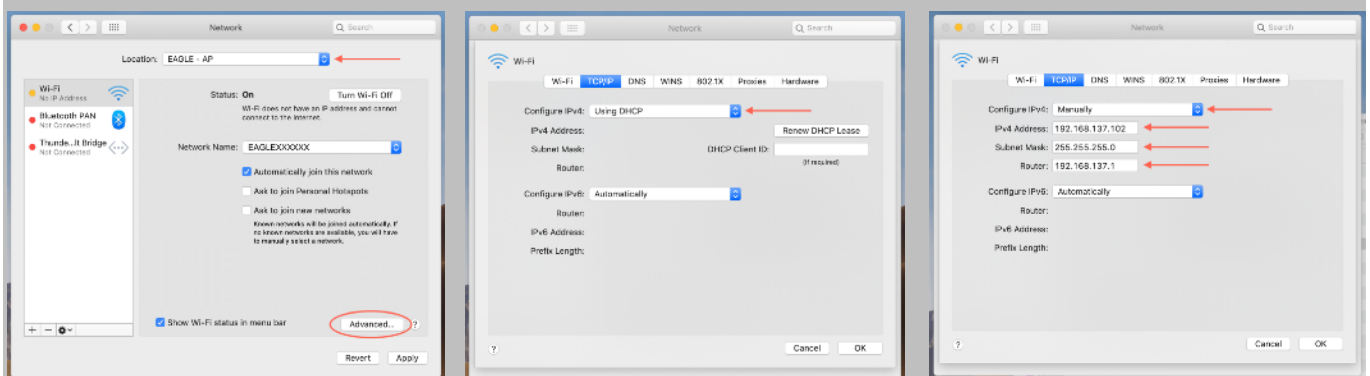 Network
Search
Location: EAGLE - AP
Wi-Fi
No IP Address
Bluetooth PAN
Not Connected
Thunde...lt Bridge
Not Connected
Status: On
Turn Wi-Fi Off
Wi-Fi does not have an IP address and cannot
connect to the Internet.
Network Name: EAGLEXXXXXX
Automatically join this network
Ask to join Personal Hotspots
Ask to join new networks
Known networks will be joined automatically. If
no known networks are available, you will have
to manually select a network.
Show Wi-Fi status in menu bar
Advanced...
?
+ −
Revert Apply
Network
Search
Wi-Fi
Wi-Fi TCP/IP DNS WINS 802.1X Proxies Hardware
Configure IPv4: Using DHCP
IPv4 Address:
Renew DHCP Lease
Subnet Mask:
DHCP Client ID:
(If required)
Router:
Configure IPv6: Automatically
Router:
IPv6 Address:
Prefix Length:
?
Cancel OK
Network
Search
Wi-Fi
Wi-Fi TCP/IP DNS WINS 802.1X Proxies Hardware
Configure IPv4: Manually
IPv4 Address: 192.168.137.102
Subnet Mask: 255.255.255.0
Router: 192.168.137.1
Configure IPv6: Automatically
Router:
IPv6 Address:
Prefix Length:
?
Cancel OK